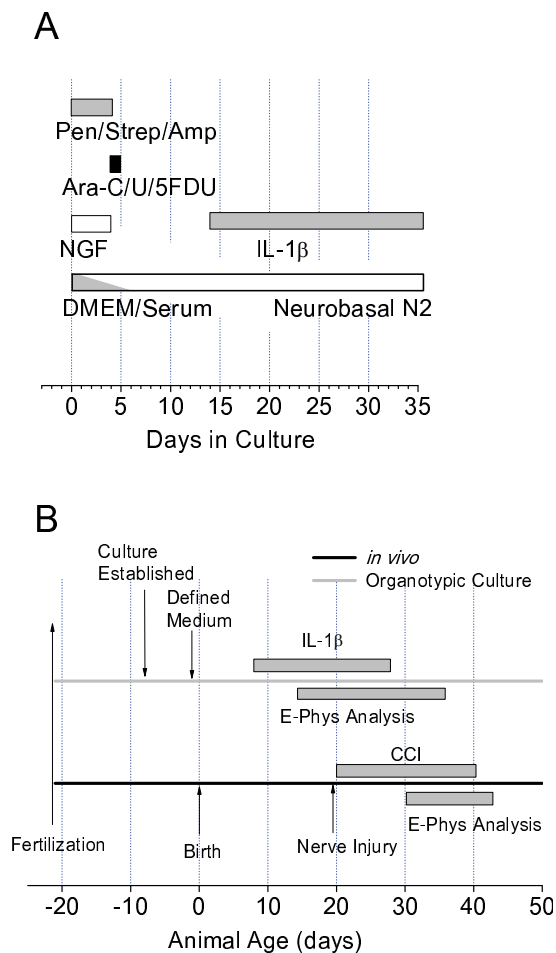 A
Pen/Strep/Amp
Ara-C/U/5FDU
NGF
IL-1β
DMEM/Serum
Neurobasal N2
0 5 10 15 20 25 30 35
Days in Culture
B
Culture
Established
in vivo
Organotypic Culture
Defined
Medium
IL-1β
E-Phys Analysis
CCI
E-Phys Analysis
Fertilization
Birth
Nerve Injury
-20 -10 0 10 20 30 40 50
Animal Age (days)